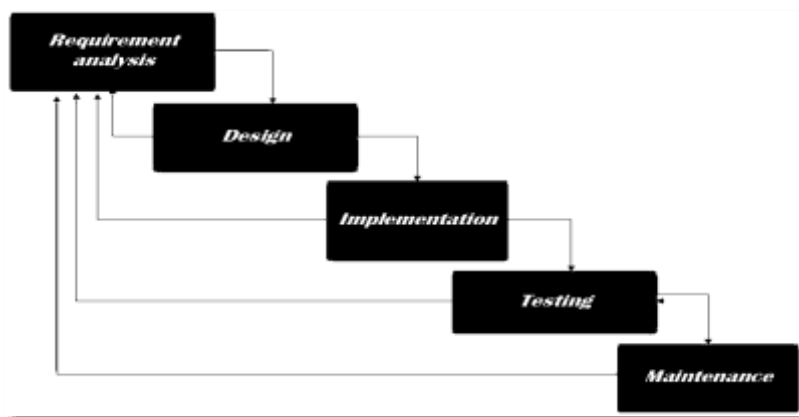 Requirement
analysis
Design
Implementation
Testing
Maintenance